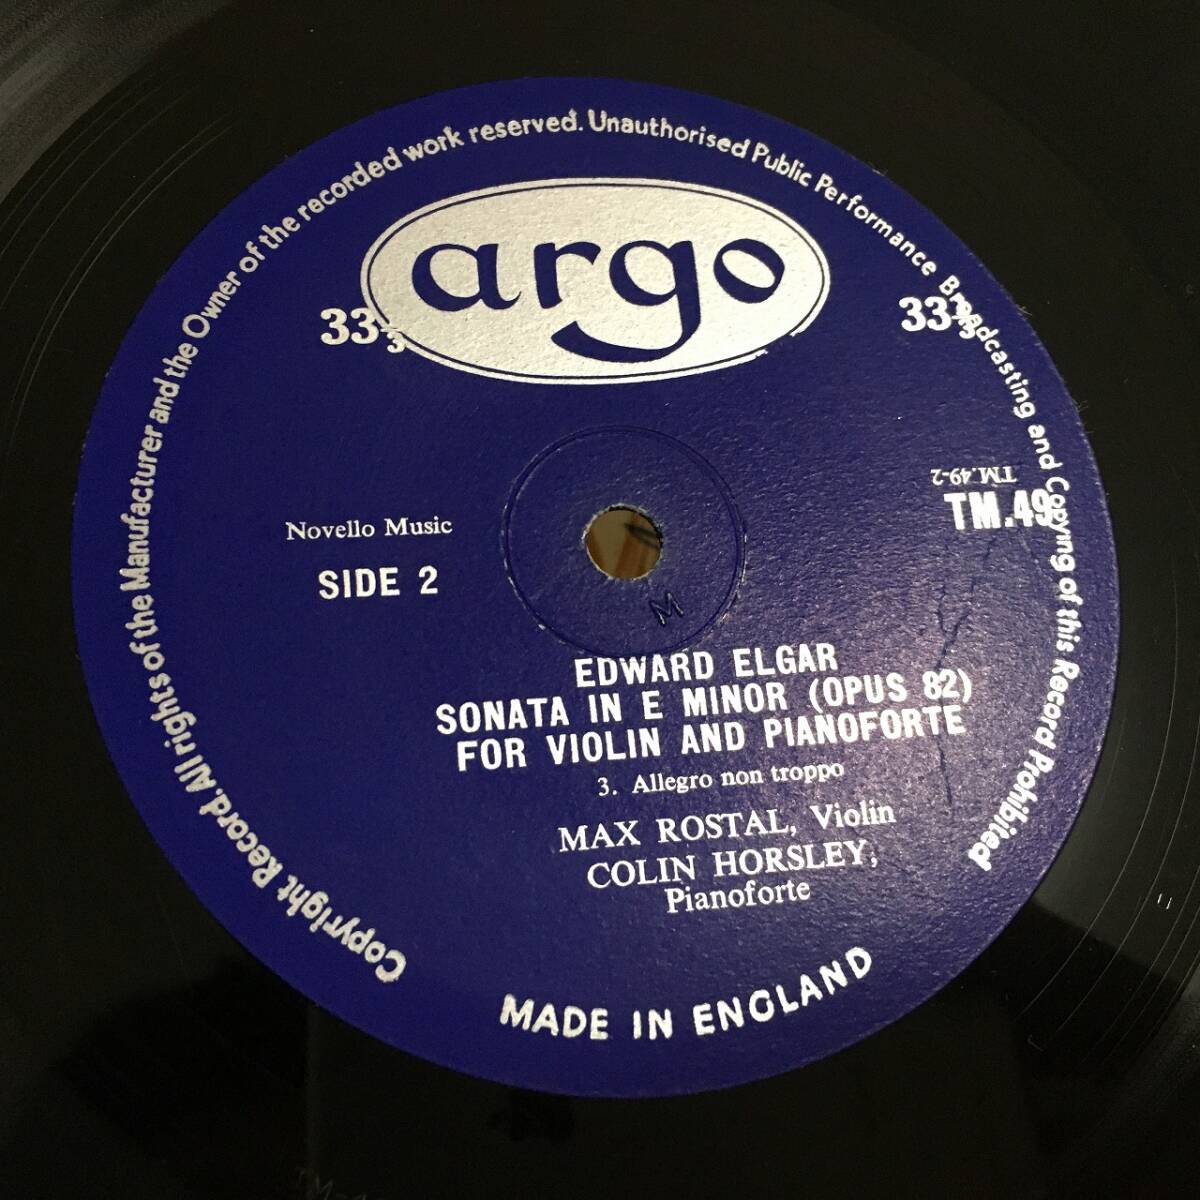 Copyright Record. All rights of the Manufacturer and the Owner of the recorded work reserved. Unauthorised Public Performance Broadcasting and Copying of this Record Prohibited
argo
33⅓
33⅓
TM.49-2
TM.49
Novello Music
SIDE 2
M
EDWARD ELGAR
SONATA IN E MINOR (OPUS 82)
FOR VIOLIN AND PIANOFORTE
3. Allegro non troppo
MAX ROSTAL, Violin
COLIN HORSLEY,
Pianoforte
MADE IN ENGLAND